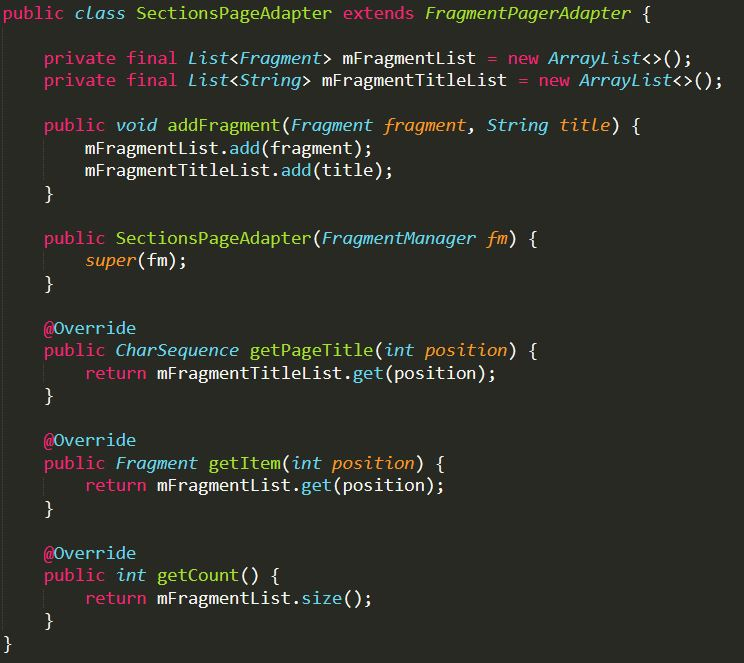 public class SectionsPageAdapter extends FragmentPagerAdapter {
private final List<Fragment> mFragmentList = new ArrayList<>();
private final List<String> mFragmentTitleList = new ArrayList<>();
public void addFragment(Fragment fragment, String title) {
mFragmentList.add(fragment);
mFragmentTitleList.add(title);
}
public SectionsPageAdapter(FragmentManager fm) {
super(fm);
}
@Override
public CharSequence getPageTitle(int position) {
return mFragmentTitleList.get(position);
}
@Override
public Fragment getItem(int position) {
return mFragmentList.get(position);
}
@Override
public int getCount() {
return mFragmentList.size();
}
}